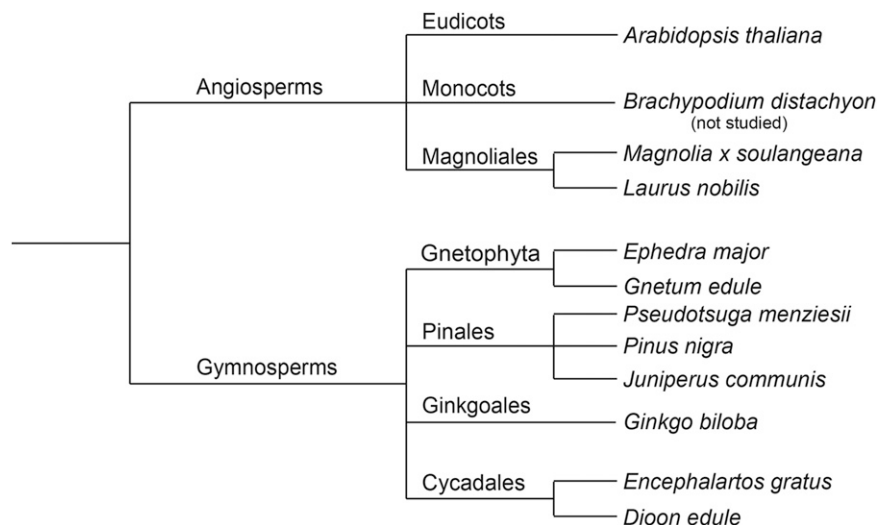 Eudicots
Arabidopsis thaliana
Angiosperms
Monocots
Brachypodium distachyon
(not studied)
Magnoliales
Magnolia x soulangeana
Laurus nobilis
Gnetophyta
Ephedra major
Gnetum edule
Pseudotsuga menziesii
Pinales
Pinus nigra
Gymnosperms
Juniperus communis
Ginkgoales
Ginkgo biloba
Cycadales
Encephalartos gratus
Dioon edule